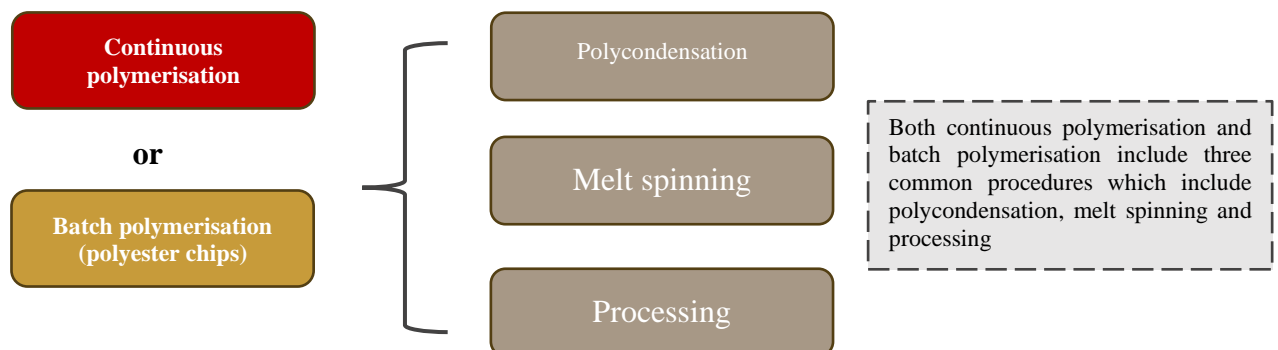 Continuous
polymerisation
or
Batch polymerisation
(polyester chips)
Polycondensation
Melt spinning
Processing
Both continuous polymerisation and
batch polymerisation include three
common procedures which include
polycondensation, melt spinning and
processing